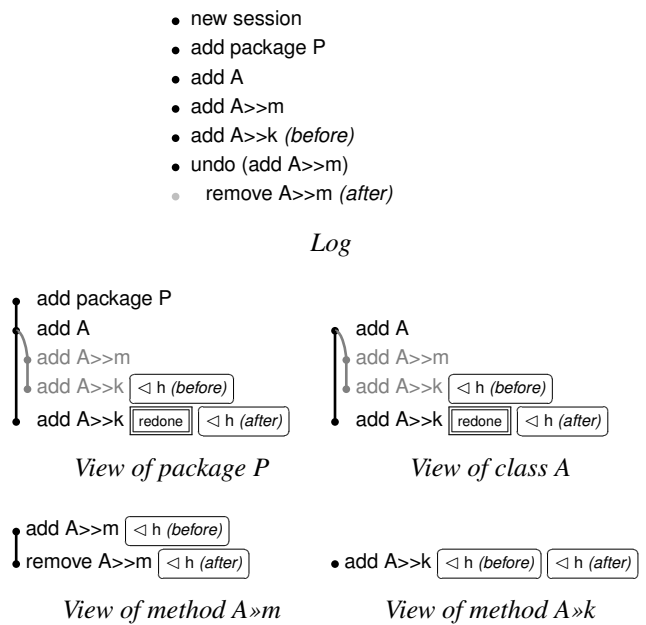 new session
add package P
add A
add A>>m
add A>>k (before)
undo (add A>>m)
remove A>>m (after)
Log
add package P
add A
add A>>m
add A>>k ◁ h (before)
add A>>k redone ◁ h (after)
View of package P
add A
add A>>m
add A>>k ◁ h (before)
add A>>k redone ◁ h (after)
View of class A
add A>>m ◁ h (before)
remove A>>m ◁ h (after)
View of method A»m
add A>>k ◁ h (before) ◁ h (after)
View of method A»k